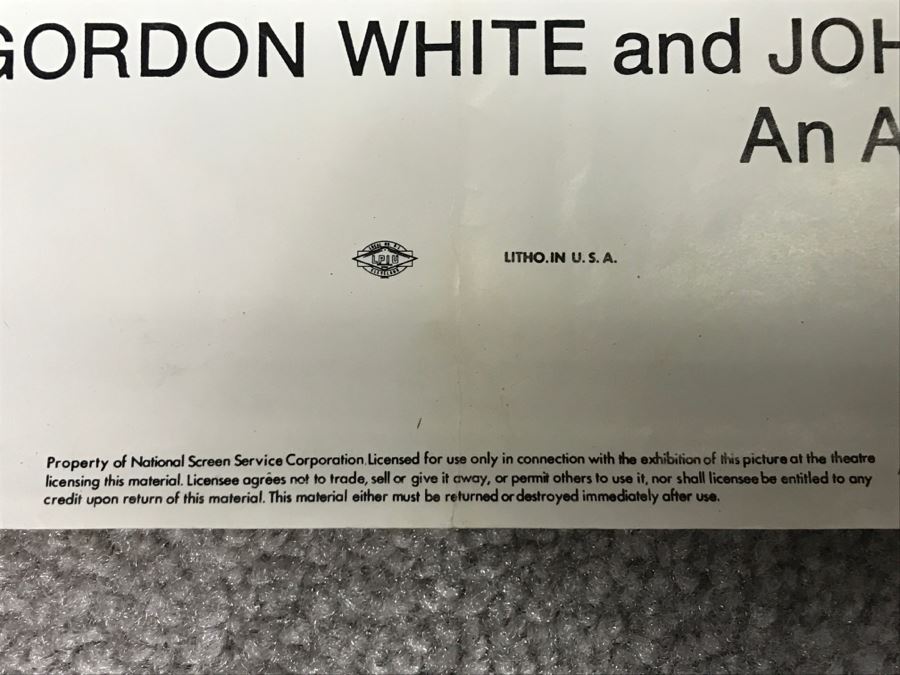 GORDON WHITE and JOH
An A
LPIU
CLEVELAND
LITHO. IN U. S. A.
Property of National Screen Service Corporation. Licensed for use only in connection with the exhibition of this picture at the theatre
licensing this material. Licensee agrees not to trade, sell or give it away, or permit others to use it, nor shall licensee be entitled to any
credit upon return of this material. This material either must be returned or destroyed immediately after use.